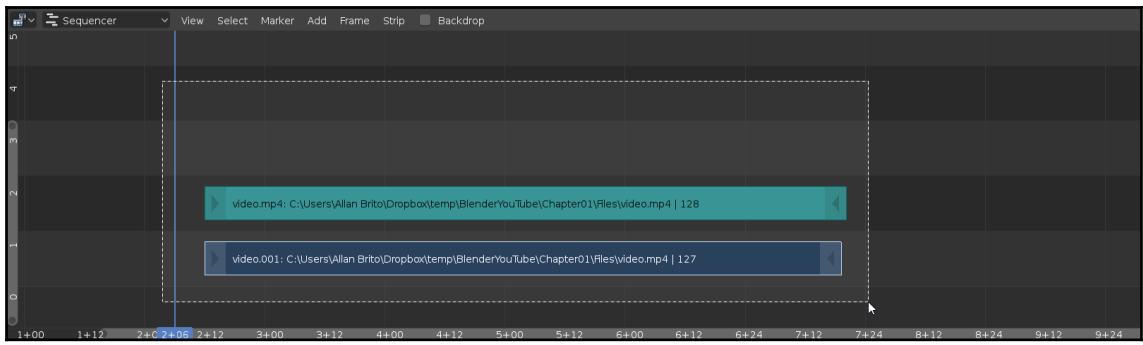 Sequencer View Select Marker Add Frame Strip Backdrop
5
4
3
2
video.mp4: C:\Users\Allan Brito\Dropbox\temp\BlenderYouTube\Chapter01\Files\video.mp4 | 128
1
video.001: C:\Users\Allan Brito\Dropbox\temp\BlenderYouTube\Chapter01\Files\video.mp4 | 127
0
1+00 1+12 2+0 2+06 2+12 3+00 3+12 4+00 4+12 5+00 5+12 6+00 6+12 6+24 7+12 7+24 8+12 8+24 9+12 9+24